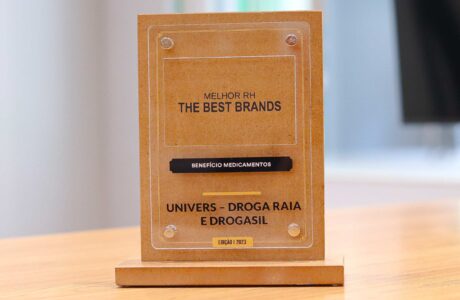 MELHOR RH
THE BEST BRANDS
BENEFÍCIO MEDICAMENTOS
UNIVERS – DROGA RAIA
E DROGASIL
EDIÇÃO | 2023